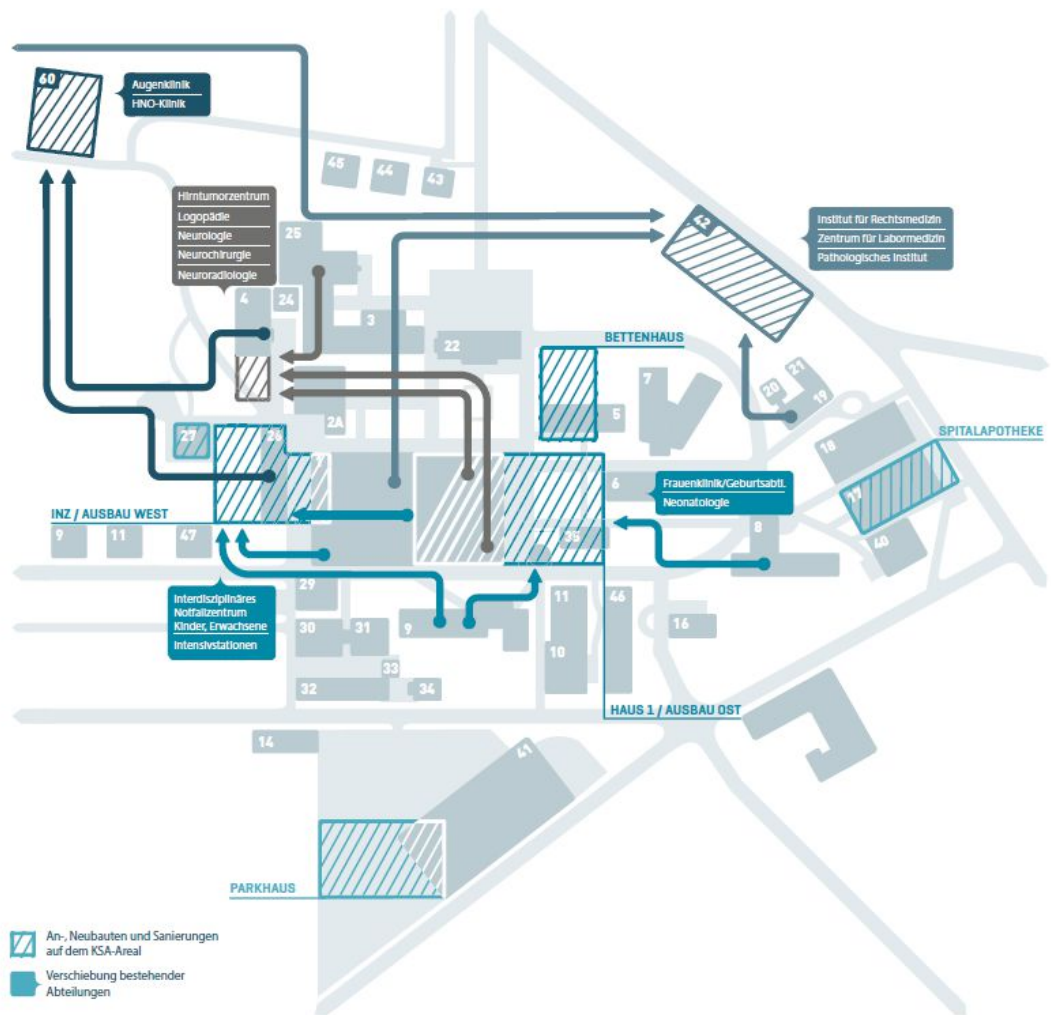 60
Augenklinik
HNO-Klinik
45
44
43
Hirntumorzentrum
Logopädie
Neurologie
Neurochirurgie
Neuroradiologie
25
42
Institut für Rechtsmedizin
Zentrum für Labormedizin
Pathologisches Institut
4
24
3
22
BETTENHAUS
7
5
20
21
19
2A
27
26
18
SPITALAPOTHEKE
17
6
Frauenklinik/Geburtsabtl.
Neonatologie
INZ / AUSBAU WEST
9
11
47
35
8
40
Interdisziplinäres
Notfallzentrum
Kinder, Erwachsene
Intensivstationen
29
30
31
9
11
46
10
16
33
32
34
HAUS 1 / AUSBAU OST
14
41
PARKHAUS
An-, Neubauten und Sanierungen
auf dem KSA-Areal
Verschiebung bestehender
Abteilungen